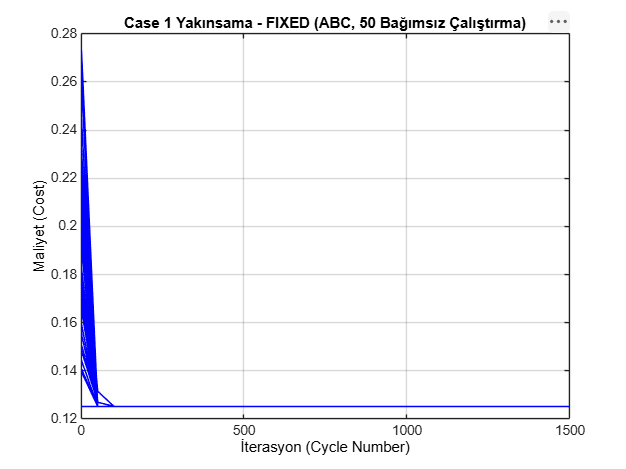 Case 1 Yakınsama - FIXED (ABC, 50 Bağımsız Çalıştırma)
0.28
0.26
0.24
0.22
0.2
0.18
0.16
0.14
0.12
Maliyet (Cost)
0 500 1000 1500
İterasyon (Cycle Number)